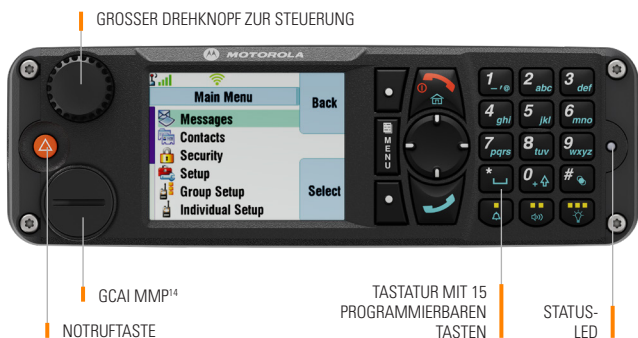 GROSSER DREHKNOPF ZUR STEUERUNG
MOTOROLA
Main Menu
Back
Messages
Contacts
Security
Setup
Group Setup
Individual Setup
Select
MENU
1
2 abc
3 def
4 ghi
5 jkl
6 mno
7 pqrs
8 tuv
9 wxyz
*
0 +
#
GCAI MMP¹⁴
NOTRUFTASTE
TASTATUR MIT 15
PROGRAMMIERBAREN
TASTEN
STATUS-
LED